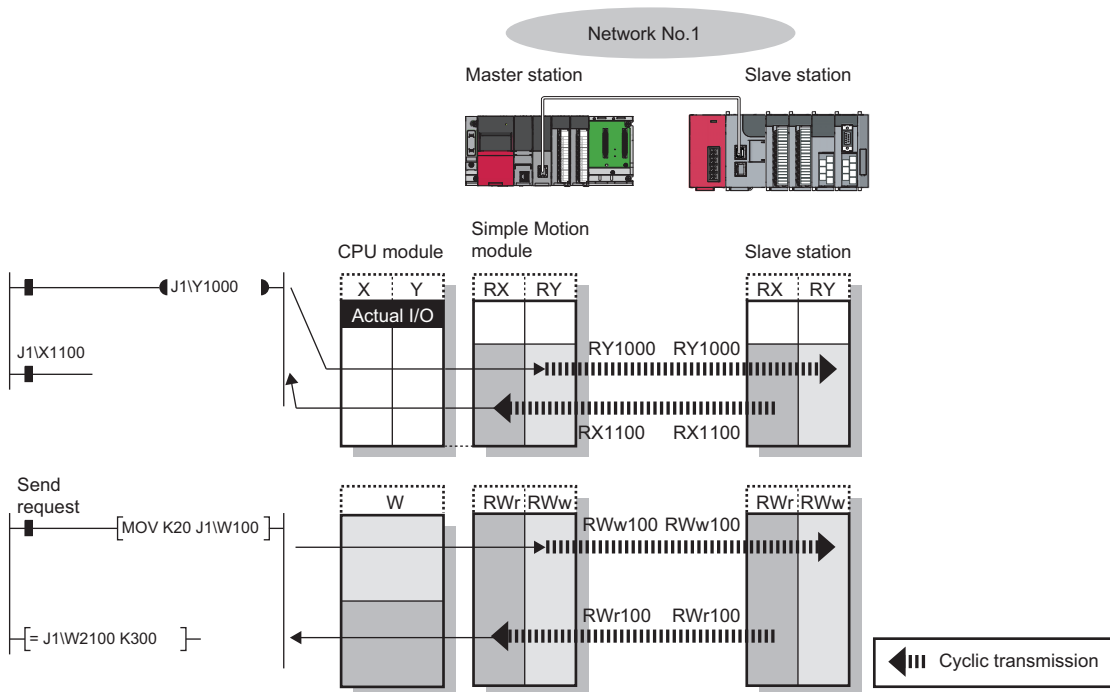 Network No.1
Master station
Slave station
CPU module
Simple Motion
module
Slave station
J1\Y1000
J1\X1100
X Y
Actual I/O
RX RY
RX RY
RY1000 RY1000
RX1100 RX1100
Send
request
MOV K20 J1\W100
= J1\W2100 K300
W
RWr RWw
RWr RWw
RWw100 RWw100
RWr100 RWr100
Cyclic transmission